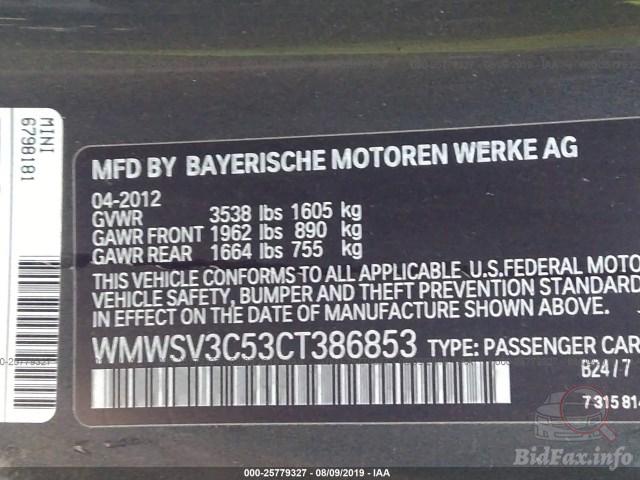 MINI
6798181
MFD BY BAYERISCHE MOTOREN WERKE AG
04-2012
GVWR 3538 lbs 1605 kg
GAWR FRONT 1962 lbs 890 kg
GAWR REAR 1664 lbs 755 kg
THIS VEHICLE CONFORMS TO ALL APPLICABLE U.S.FEDERAL MOTO
VEHICLE SAFETY, BUMPER AND THEFT PREVENTION STANDARD
IN EFFECT ON THE DATE OF MANUFACTURE SHOWN ABOVE.
WMWSV3C53CT386853 TYPE: PASSENGER CAR
B24/7
7 315 814
0-25779327
000-25779327 - 08/09/2019 - IAA
BidFax.info